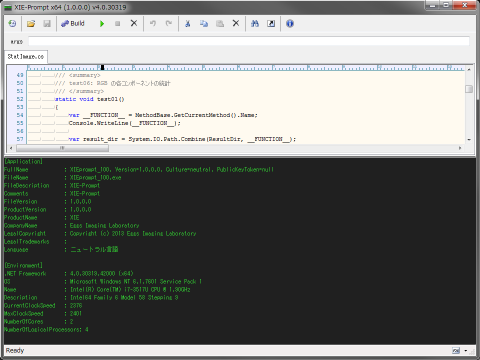 XIE-Prompt x64 (1.0.0.0) v4.0.30319
Build
args
StatImage.cs
49 /// <summary>
50 /// test06: RGB の各コンポーネントの統計
51 /// </summary>
52 static void test01()
53 {
54 var __FUNCTION__ = MethodBase.GetCurrentMethod().Name;
55 Console.WriteLine(__FUNCTION__);
56
57 var result_dir = System.IO.Path.Combine(ResultDir, __FUNCTION__);
[Application]
FullName : XIEprompt_100, Version=1.0.0.0, Culture=neutral, PublicKeyToken=null
FileName : XIEprompt_100.exe
FileDescription : XIE-Prompt
Comments : XIE-Prompt
FileVersion : 1.0.0.0
ProductVersion : 1.0.0.0
ProductName : XIE
CompanyName : Eggs Imaging Laboratory
LegalCopyright : Copyright (c) 2013 Eggs Imaging Laboratory
LegalTrademarks :
Language : ニュートラル言語
[Environment]
.NET Framework : 4.0.30319.42000 (x64)
OS : Microsoft Windows NT 6.1.7601 Service Pack 1
Name : Intel(R) Core(TM) i7-3517U CPU @ 1.90GHz
Description : Intel64 Family 6 Model 58 Stepping 9
CurrentClockSpeed : 2376
MaxClockSpeed : 2401
NumberOfCores : 2
NumberOfLogicalProcessors: 4
Ready